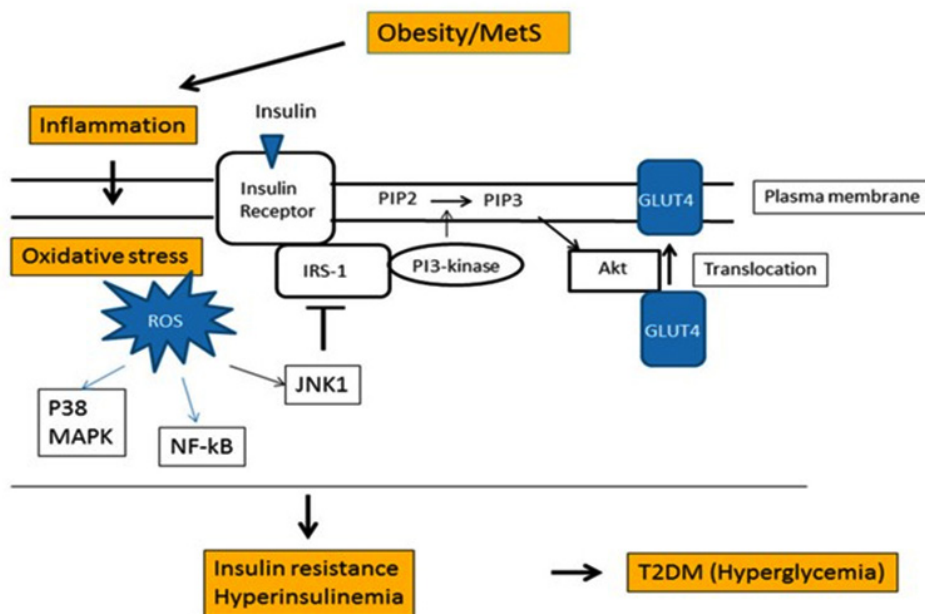 Obesity/MetS
Inflammation
Insulin
Insulin
Receptor
PIP2
PIP3
GLUT4
Plasma membrane
Oxidative stress
IRS-1
PI3-kinase
Akt
Translocation
GLUT4
ROS
JNK1
P38
MAPK
NF-kB
Insulin resistance
Hyperinsulinemia
T2DM (Hyperglycemia)